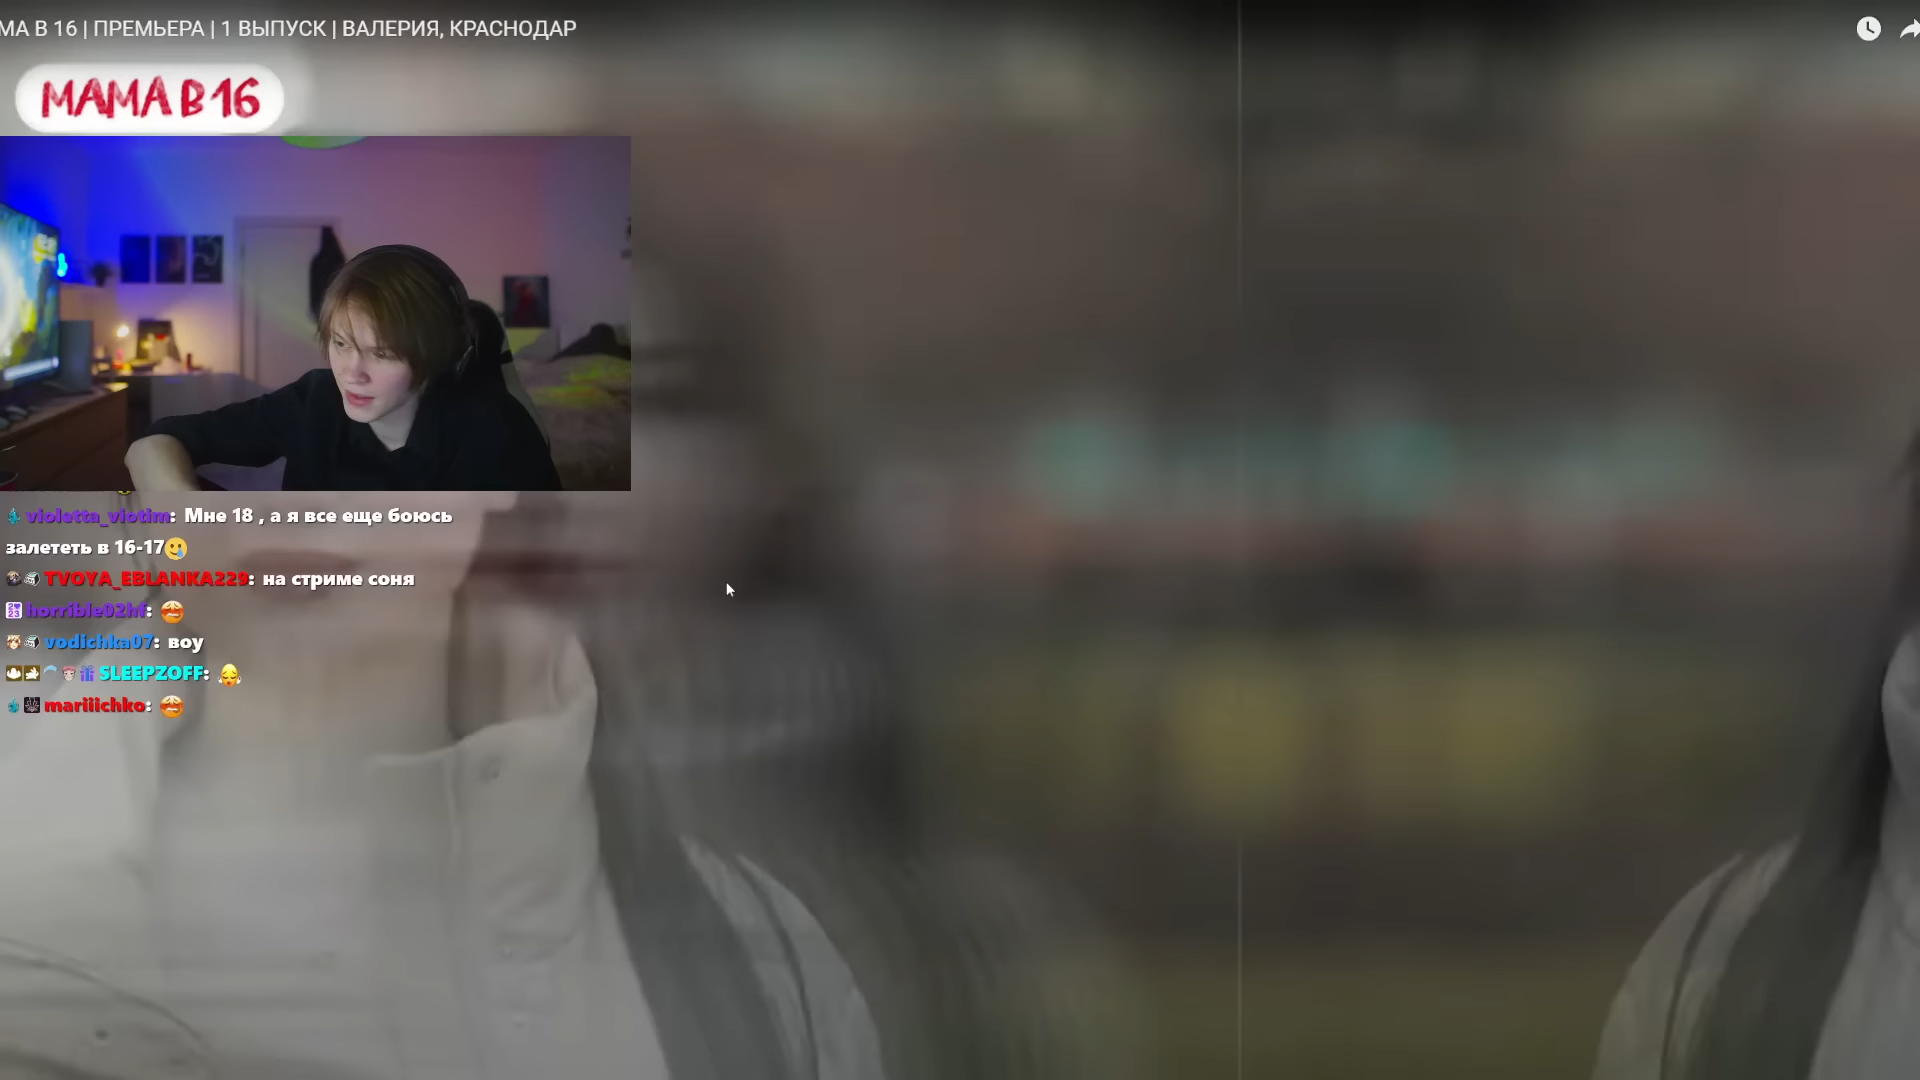 МА В 16 | ПРЕМЬЕРА | 1 ВЫПУСК | ВАЛЕРИЯ, КРАСНОДАР
МАМА В 16
violetta_viotim: Мне 18 , а я все еще боюсь
залететь в 16-17
TVOYA_EBLANKA229: на стриме соня
horrible02hf:
vodichka07: воу
SLEEPZOFF:
mariiichko: